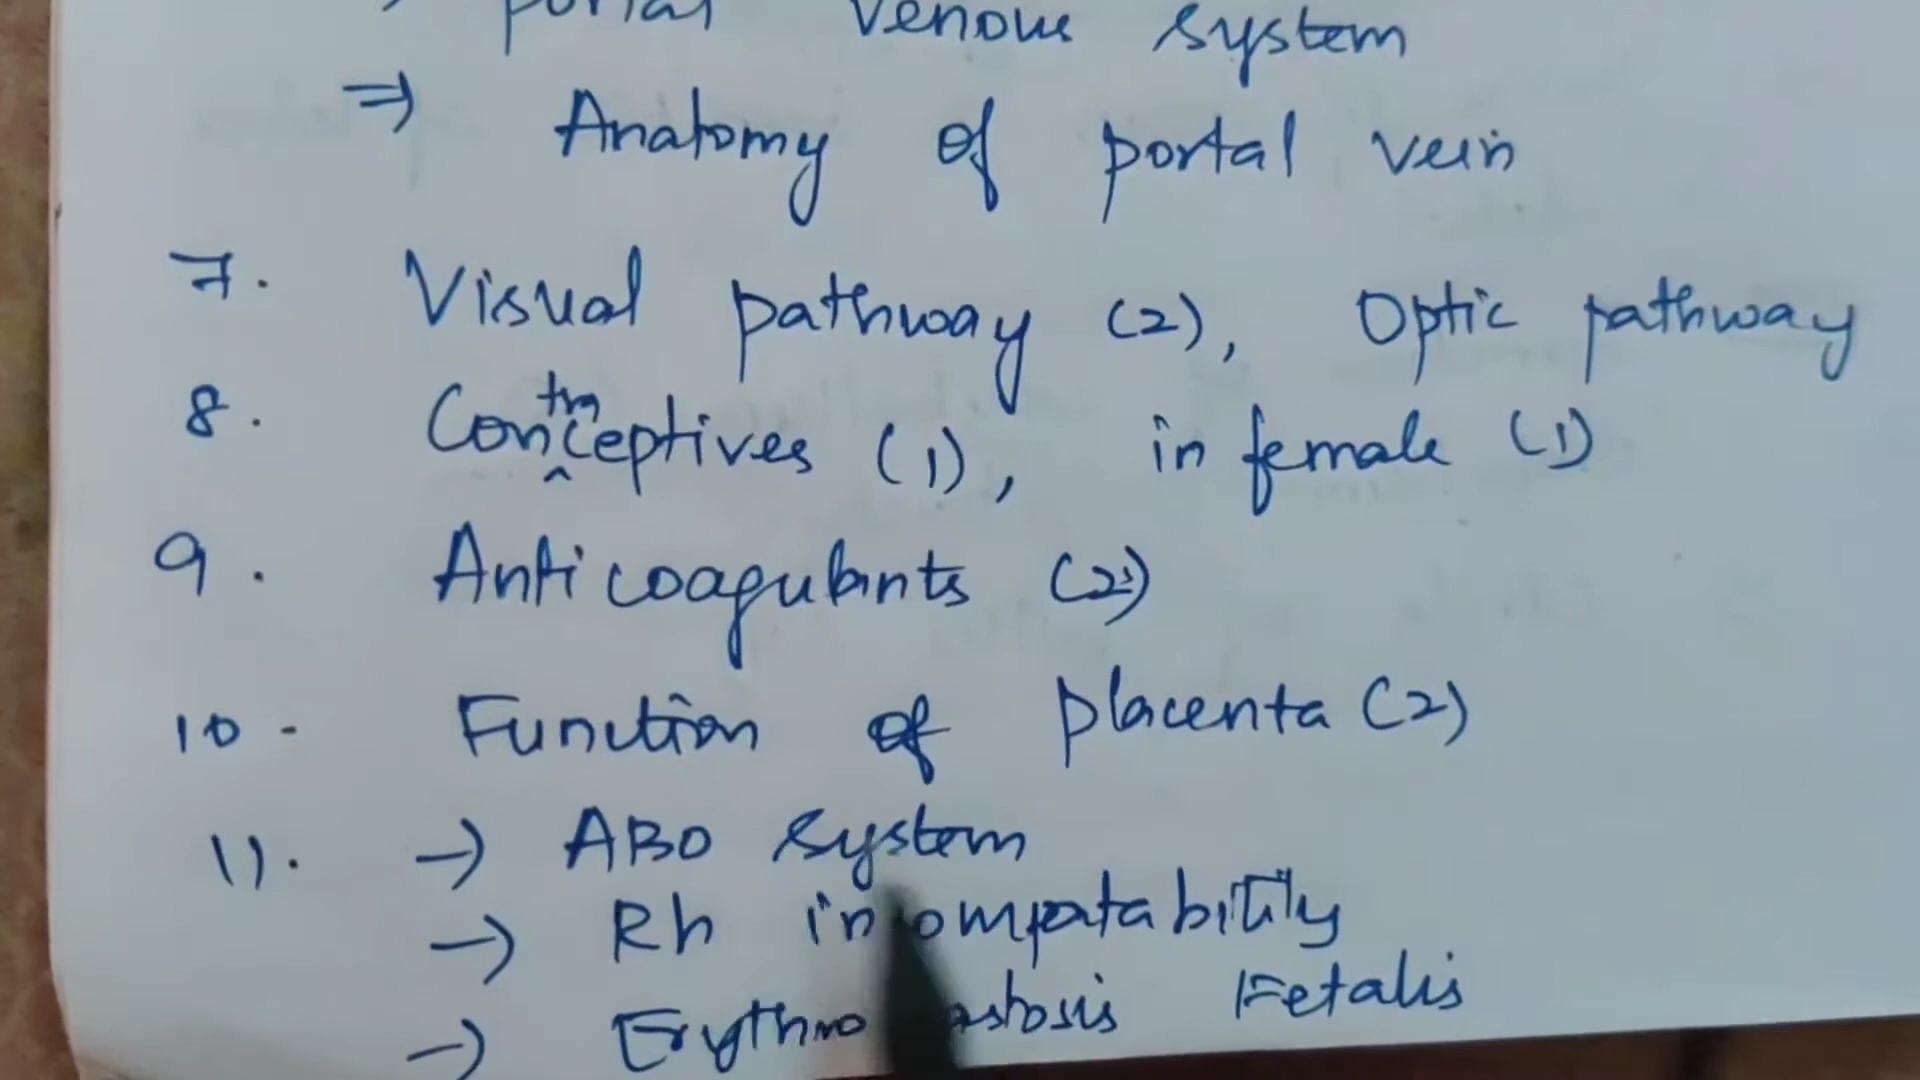 portal venous system
⇒ Anatomy of portal vein
7. Visual pathway (2), Optic pathway
8. Contraceptives (1), in female (1)
9. Anticoagulants (2)
10. Function of placenta (2)
11. → ABO system
→ Rh incompatability
→ Fetalis